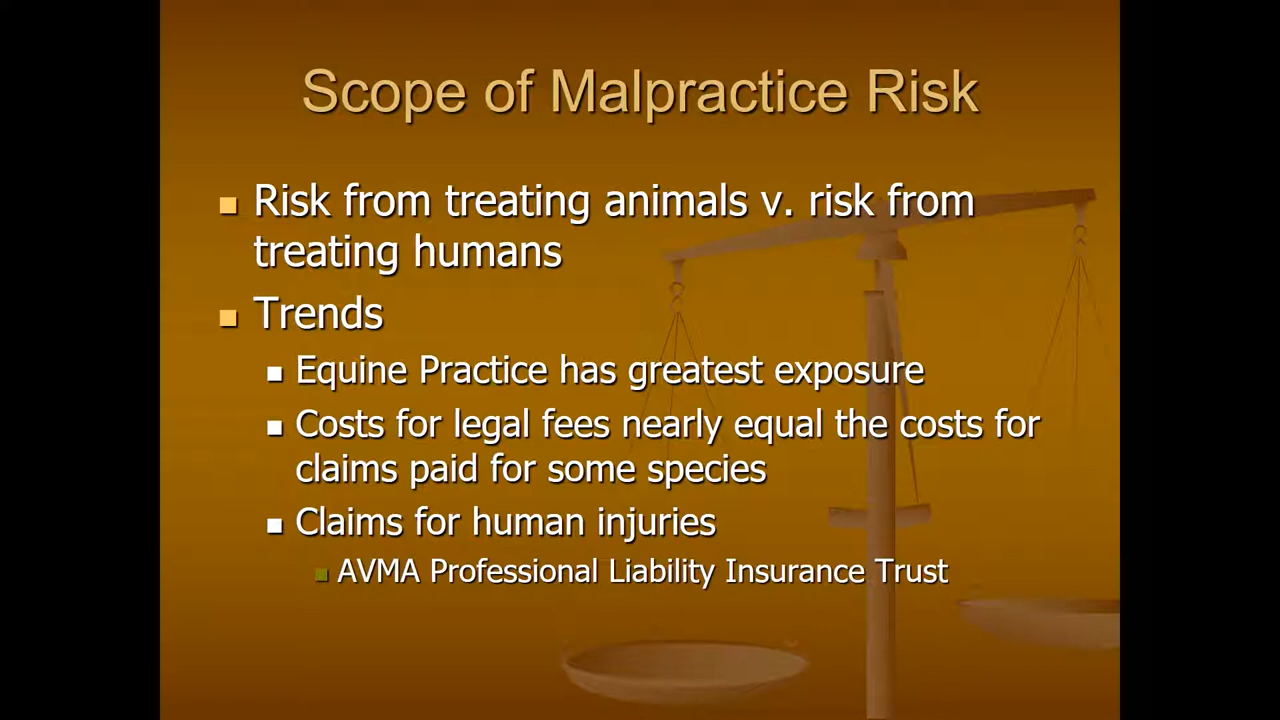 Scope of Malpractice Risk
Risk from treating animals v. risk from
treating humans
Trends
Equine Practice has greatest exposure
Costs for legal fees nearly equal the costs for
claims paid for some species
Claims for human injuries
AVMA Professional Liability Insurance Trust